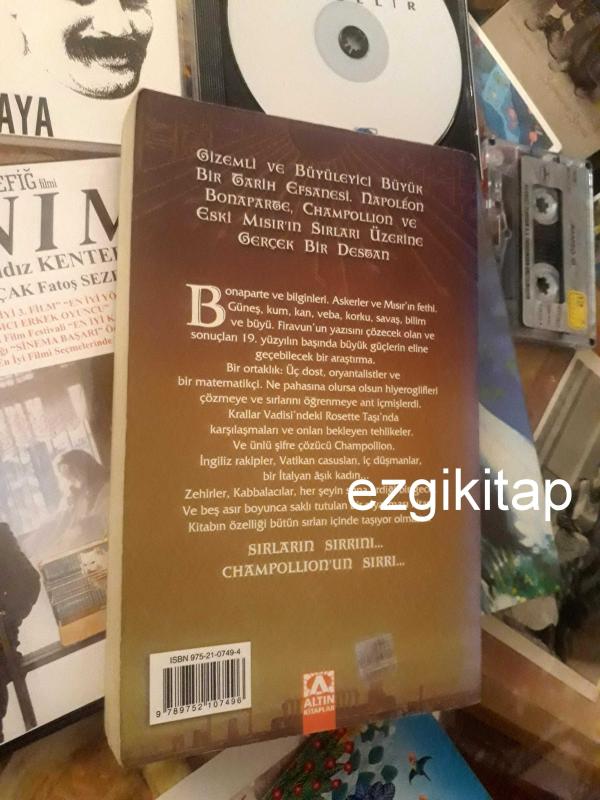 ELİR
AYA
EFİĞ filmi
NIM
dız KENTER
ÇAK Fatoş SEZE
Gizemli ve Büyüleyici Büyük
Bir Tarih Efsanesi. Napoléon
Bonaparte, Champollion ve
Eski Mısır'ın Sırları Üzerine
Gerçek Bir Destan
Bonaparte ve bilginleri. Askerler ve Mısır'ın fethi.
Güneş, kum, kan, veba, korku, savaş, bilim
ve büyü. Firavun'un yazısını çözecek olan ve
sonuçları 19. yüzyılın başında büyük güçlerin eline
geçebilecek bir araştırma.
Bir ortaklık: Üç dost, oryantalistler ve
bir matematikçi. Ne pahasına olursa olsun hiyeroglifleri
çözmeye ve sırlarını öğrenmeye ant içmişlerdi.
Krallar Vadisi'ndeki Rosette Taşı'nda
karşılaşmaları ve onları bekleyen tehlikeler.
Ve ünlü şifre çözücü Champollion.
İngiliz rakipler, Vatikan casusları, iç düşmanlar,
bir İtalyan âşık kadın...
Zehirler, Kabbalacılar, her şeyin
Ve beş asır boyunca saklı tutulan
Kitabın özelliği bütün sırları içinde taşıyor
SIRLARIN SIRRINI...
CHAMPOLLION'UN SIRRI...
ezgikitap
ISBN 975-21-0749-4
9 789752 107496
ALTIN
KİTAPLAR